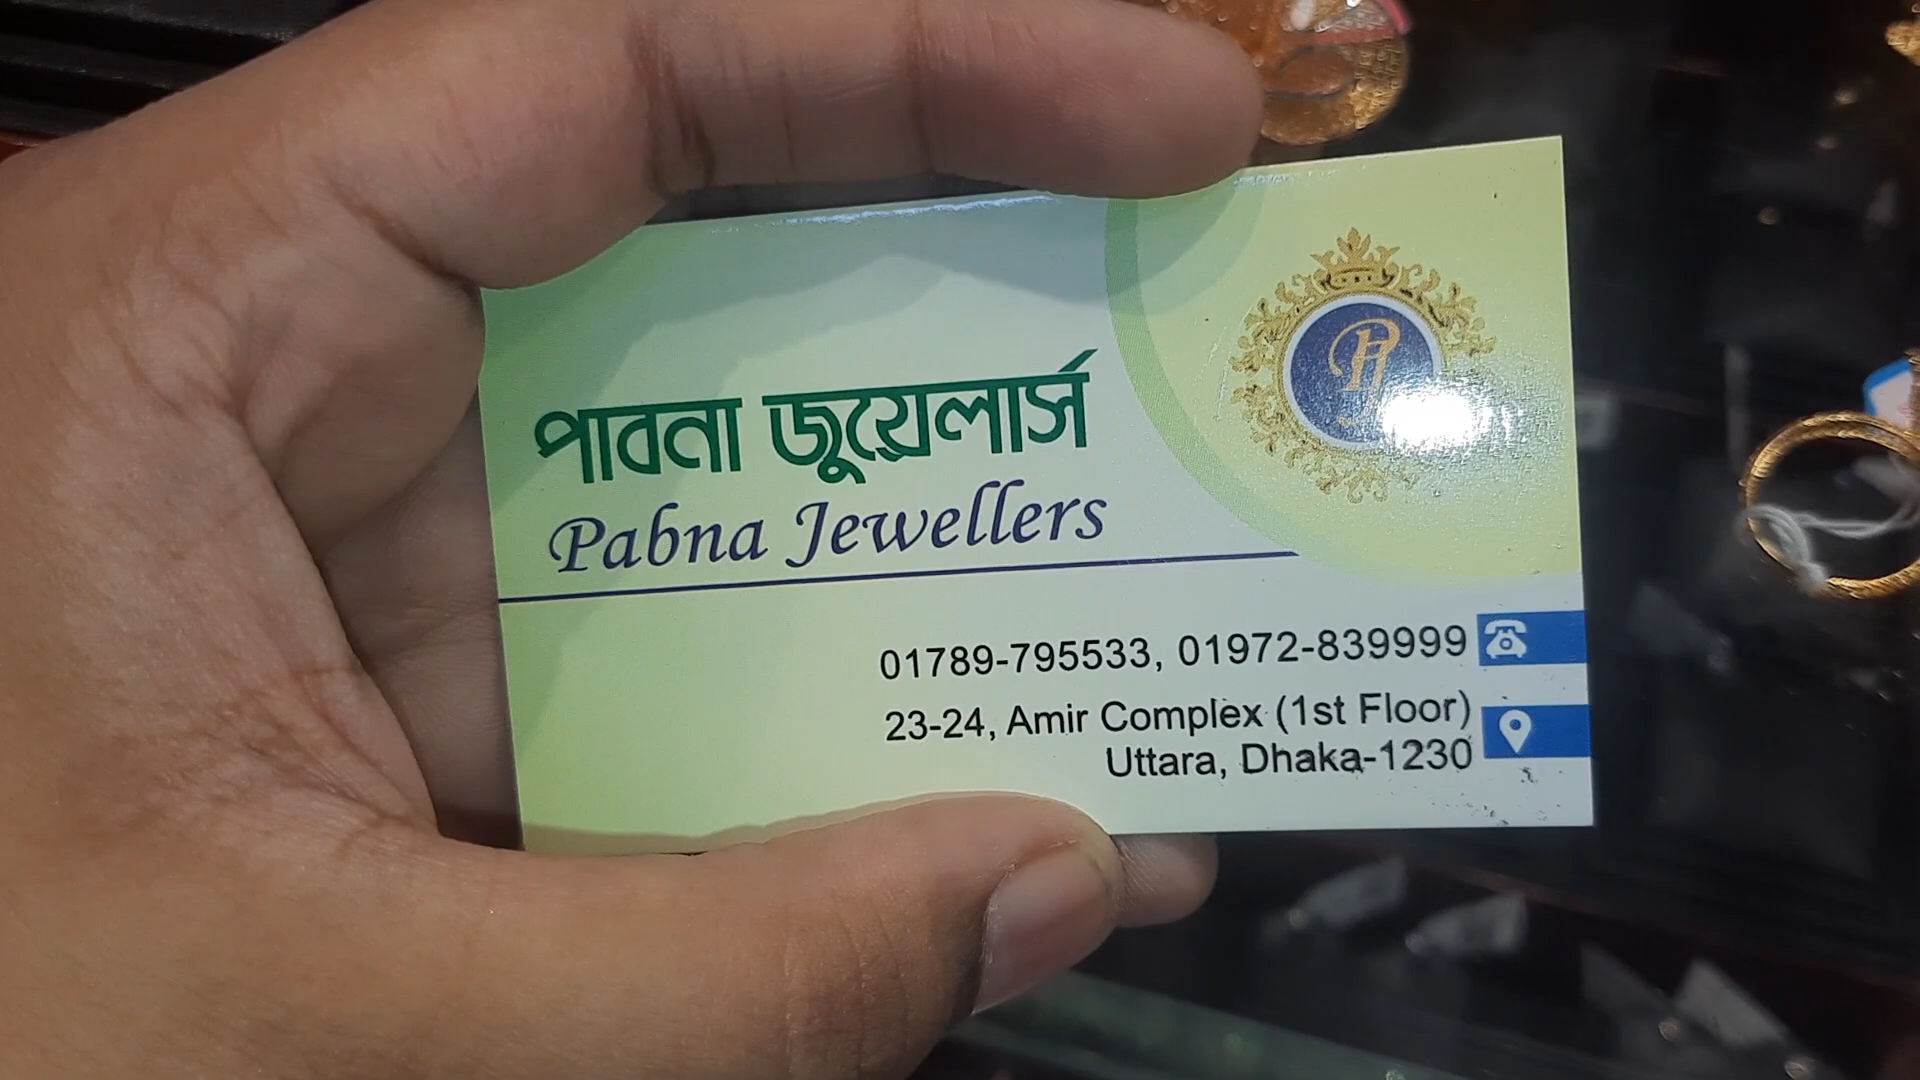 পাবনা জুয়েলার্স
Pabna Jewellers
01789-795533, 01972-839999
23-24, Amir Complex (1st Floor)
Uttara, Dhaka-1230